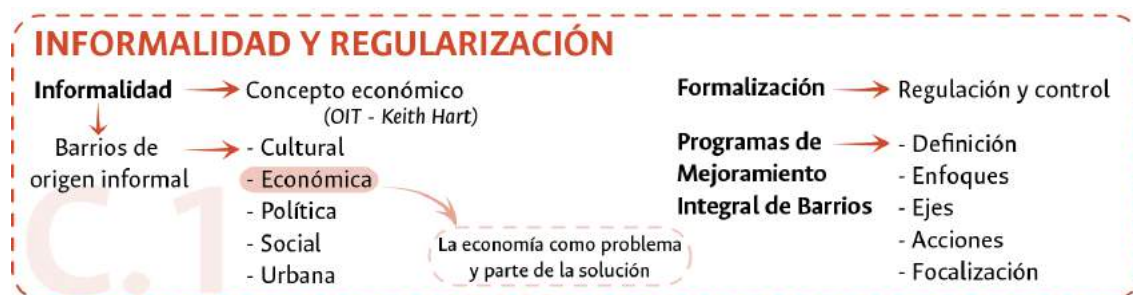 INFORMALIDAD Y REGULARIZACIÓN
Informalidad
Concepto económico
(OIT - Keith Hart)
Barrios de
origen informal
- Cultural
- Económica
- Política
- Social
- Urbana
La economía como problema
y parte de la solución
Formalización
Regulación y control
Programas de
Mejoramiento
Integral de Barrios
- Definición
- Enfoques
- Ejes
- Acciones
- Focalización
C.1